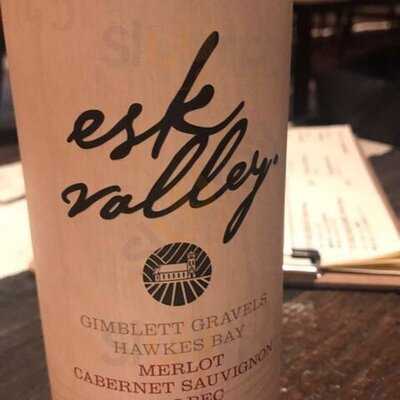 esk
valley.
GIMBLETT GRAVELS
HAWKES BAY
MERLOT
CABERNET SAUVIGNON